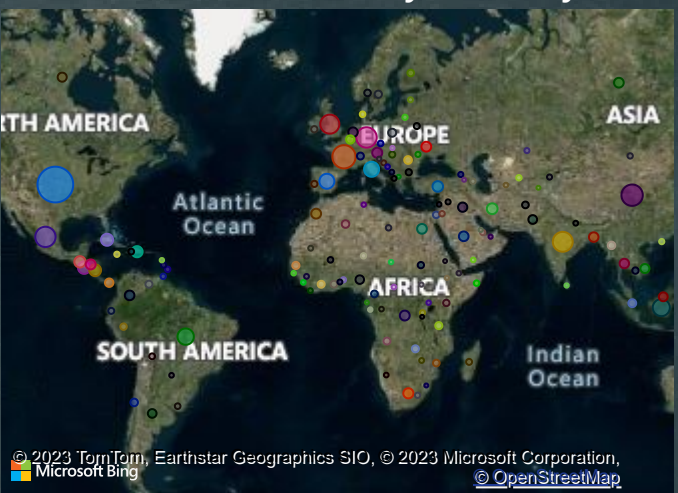 RTH AMERICA
ASIA
EUROPE
Atlantic
Ocean
AFRICA
SOUTH AMERICA
Indian
Ocean
© 2023 TomTom, Earthstar Geographics SIO, © 2023 Microsoft Corporation,
Microsoft Bing
© OpenStreetMap